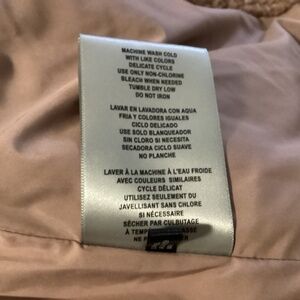 MACHINE WASH COLD
WITH LIKE COLORS
DELICATE CYCLE
USE ONLY NON-CHLORINE
BLEACH WHEN NEEDED
TUMBLE DRY LOW
DO NOT IRON
LAVAR EN LAVADORA CON AQUA
FRIA Y COLORES IGUALES
CICLO DELICADO
USE SOLO BLANQUEADOR
SIN CLORO SI NECESITA
SECADORA CICLO SUAVE
NO PLANCHE
LAVER À LA MACHINE À L'EAU FROIDE
AVEC COULEURS SIMILAIRES
CYCLE DÉLICAT
UTILISEZ SEULEMENT DU
JAVELLISANT SANS CHLORE
SI NÉCESSAIRE
SÉCHER PAR CULBUTAGE
À
NE